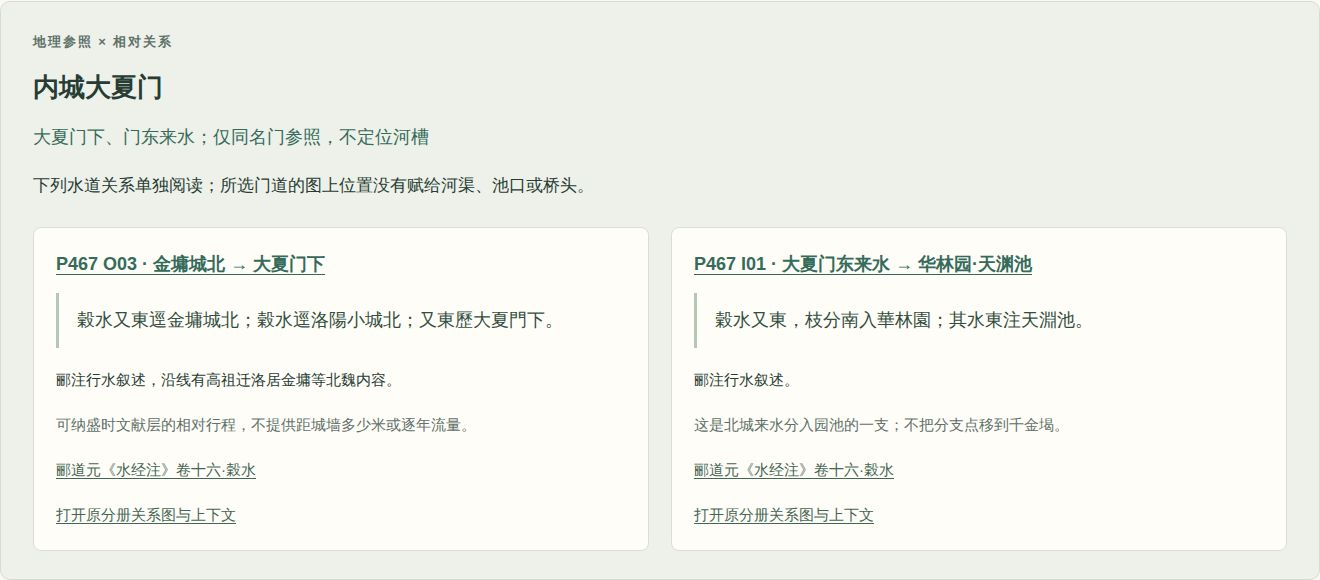 地理参照 × 相对关系
内城大夏门
大夏门下、门东来水；仅同名门参照，不定位河槽
下列水道关系单独阅读；所选门道的图上位置没有赋给河渠、池口或桥头。
P467 O03 · 金墉城北 → 大夏门下
穀水又東逕金墉城北；穀水逕洛陽小城北；又東歷大夏門下。
郦注行水叙述，沿线有高祖迁洛居金墉等北魏内容。
可纳盛时文献层的相对行程，不提供距城墙多少米或逐年流量。
郦道元《水经注》卷十六·穀水
打开原分册关系图与上下文
P467 I01 · 大夏门东来水 → 华林园·天渊池
穀水又東，枝分南入華林園；其水東注天淵池。
郦注行水叙述。
这是北城来水分入园池的一支；不把分支点移到千金堨。
郦道元《水经注》卷十六·穀水
打开原分册关系图与上下文